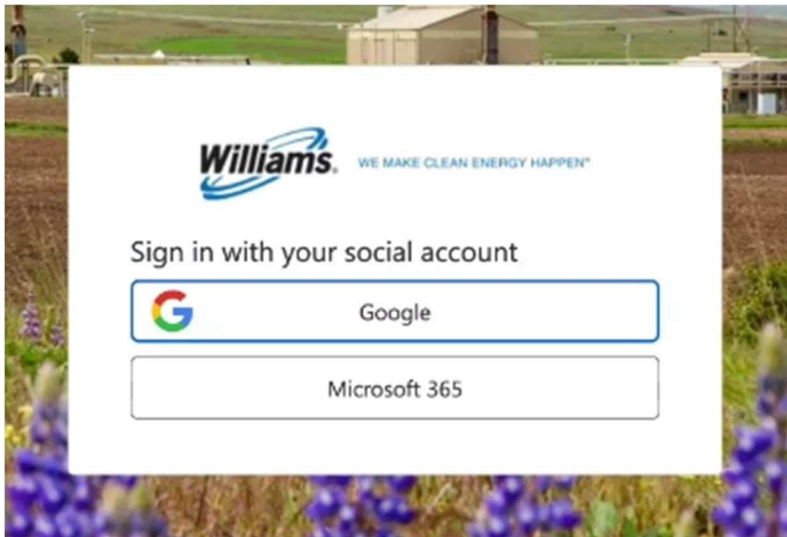 Williams® WE MAKE CLEAN ENERGY HAPPEN®
Sign in with your social account
Google
Microsoft 365